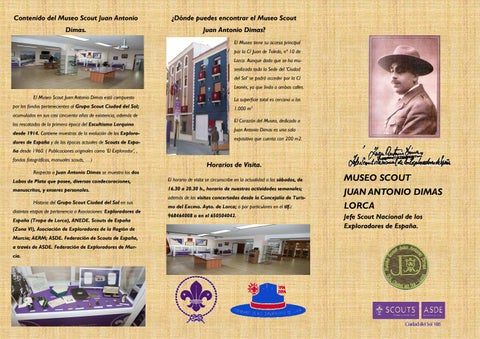 Contenido del Museo Scout Juan Antonio
Dimas.
El Museo Scout Juan Antonio Dimas está compuesto
por los fondos pertenecientes al Grupo Scout Ciudad del Sol;
acumulados en sus casi cincuenta años de existencia, además de
los recatados de la primera época del Escultismo Lorquino
desde 1914. Contiene muestras de la evolución de los Explora-
dores de España y de las épocas actuales de Scouts de Espa-
ña desde 1960. ( Publicaciones originales como 'El Explorador', ,
fondos fotográficos, manuales scouts, …)
Respecto a Juan Antonio Dimas se muestra las dos
Lobas de Plata que posee, diversas condecoraciones,
manuscritos, y enseres personales.
Historia del Grupo Scout Ciudad del Sol en sus
distintas etapas de pertenencia a Asociaciones: Exploradores de
España (Tropa de Lorca), ANEDE, Scouts de España
(Zona VI), Asociación de Exploradores de la Región de
Murcia; AERM; ASDE. Federación de Scouts de España,
a través de ASDE. Federación de Exploradores de Mur-
cia.
¿Dónde puedes encontrar el Museo Scout
Juan Antonio Dimas?
El Museo tiene su acceso principal
por la C/ Juan de Toledo, nº 10 de
Lorca. Aunque dado que se ha mu-
sealizado toda la Sede del 'Ciudad
del Sol' se podrá acceder por la C/
Leonés, ya que linda a ambas calles.
La superficie total es cercana a los
1.000 m²
El Corazón del Museo, dedicado a
Juan Antonio Dimas es una sala
expositiva que cuenta con 200 m2.
Horarios de Visita.
El horario de visita se circunscribe en la actualidad a los sábados, de
16.30 a 20.30 h., horario de nuestras actividades semanales;
además de las visitas concertadas desde la Concejalía de Turis-
mo del Excmo. Ayto. de Lorca; o por particulares en el tlf.:
968466088 o en el 650504042.
MUSEO SCOUT
JUAN ANTONIO DIMAS
LORCA
Jefe Scout Nacional de los
Exploradores de España.
SCOUTS ASDE
Ciudad del Sol 385